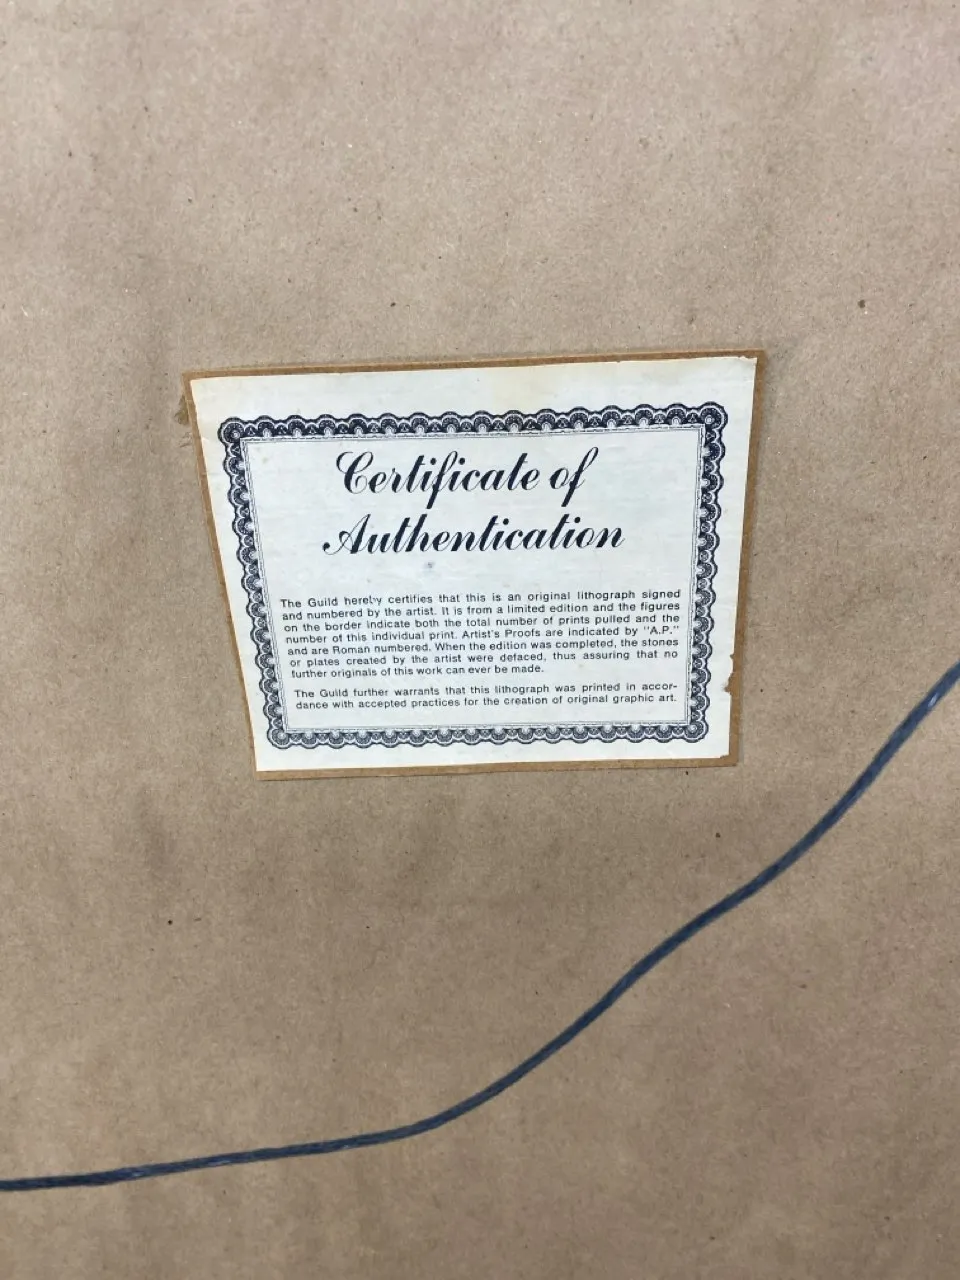 Certificate of
Authentication
The Guild hereby certifies that this is an original lithograph signed
and numbered by the artist. It is from a limited edition and the figures
on the border indicate both the total number of prints pulled and the
number of this individual print. Artist's Proofs are indicated by "A.P."
and are Roman numbered. When the edition was completed, the stones
or plates created by the artist were defaced, thus assuring that no
further originals of this work can ever be made.
The Guild further warrants that this lithograph was printed in accor-
dance with accepted practices for the creation of original graphic art.